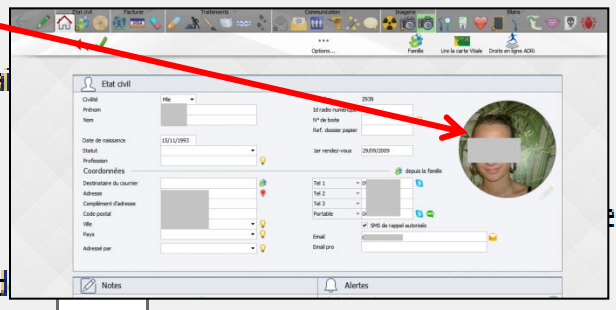 Etat civil Facturer Traitements Communication Imagerie Bilans
Options... Famille Lire la carte Vitale Droits en ligne ADRi
Etat civil
Civilité Mle 2939
Prénom Id radio numérique
Nom N° de boite
Ref. dossier papier
Date de naissance 15/11/1993
Statut 1er rendez-vous 29/09/2009
Profession
Coordonnées depuis la famille
Destinataire du courrier Tel 1
Adresse Tel 2
Complément d'adresse Tel 3
Code postal Portable
Ville SMS de rappel autorisés
Pays Email
Adressé par Email pro
Notes Alertes